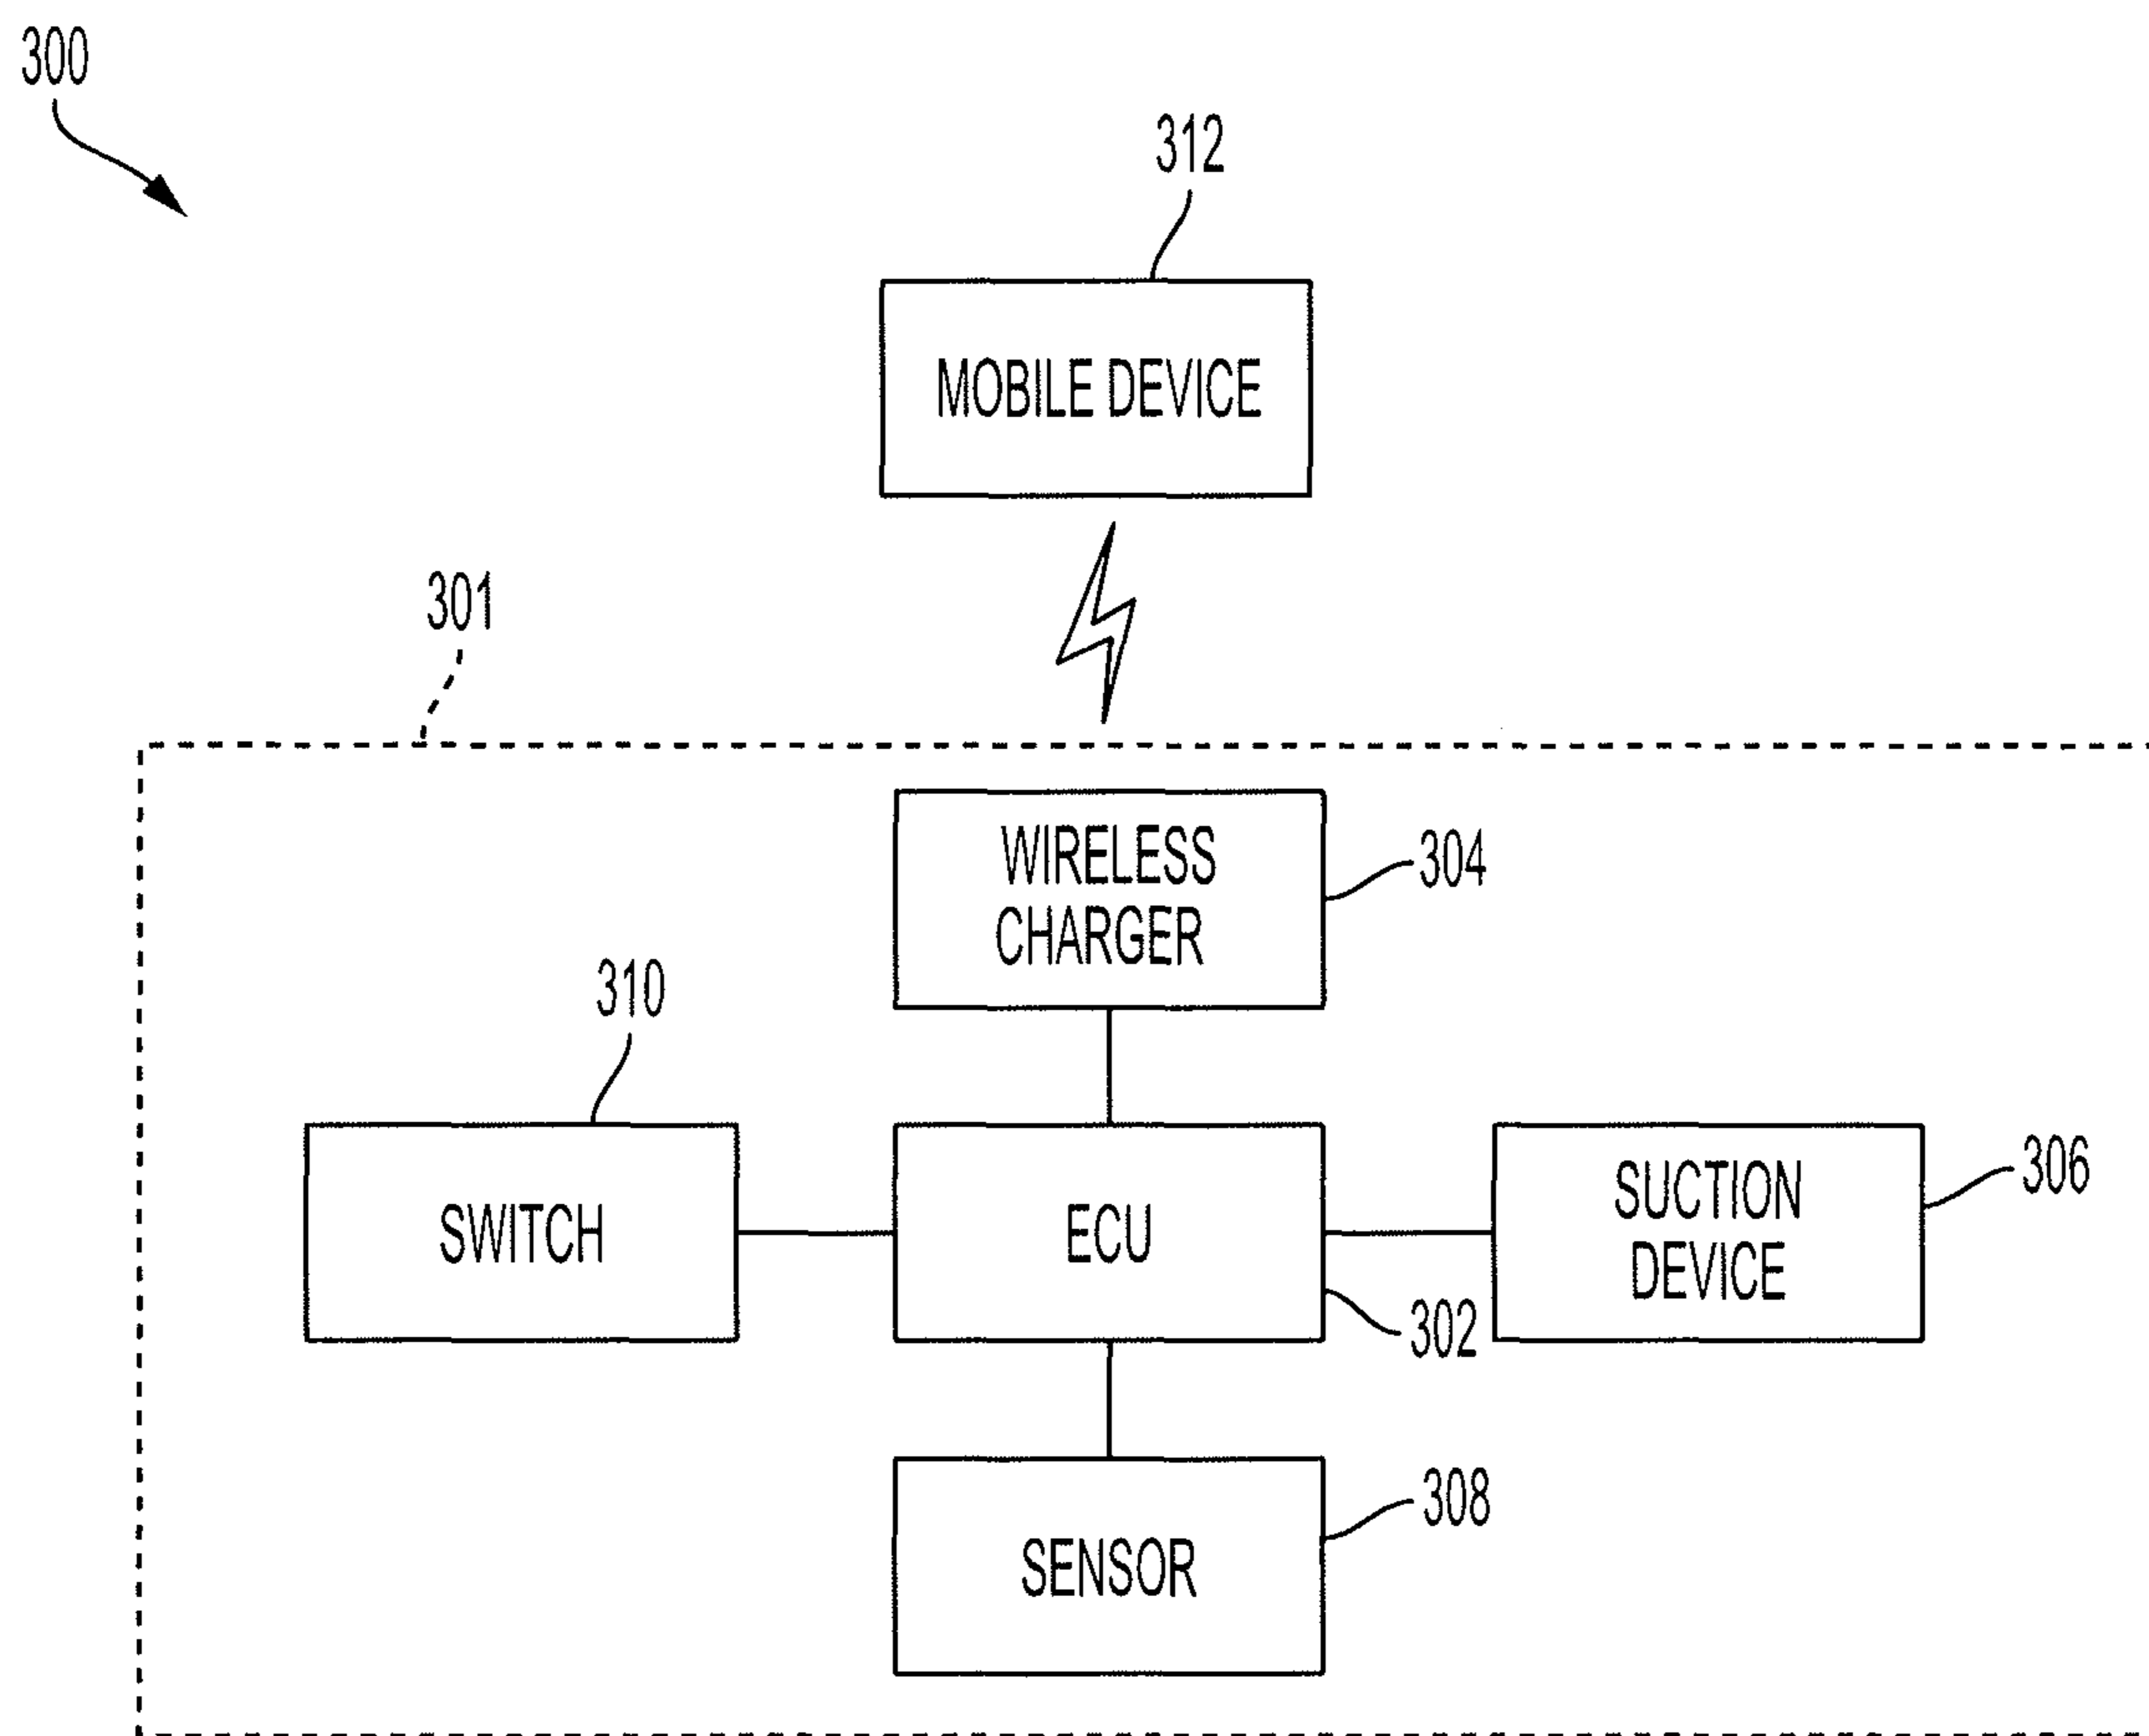 300
312
MOBILE DEVICE
301
WIRELESS
CHARGER
304
310
SWITCH
ECU
302
SUCTION
DEVICE
306
SENSOR
308